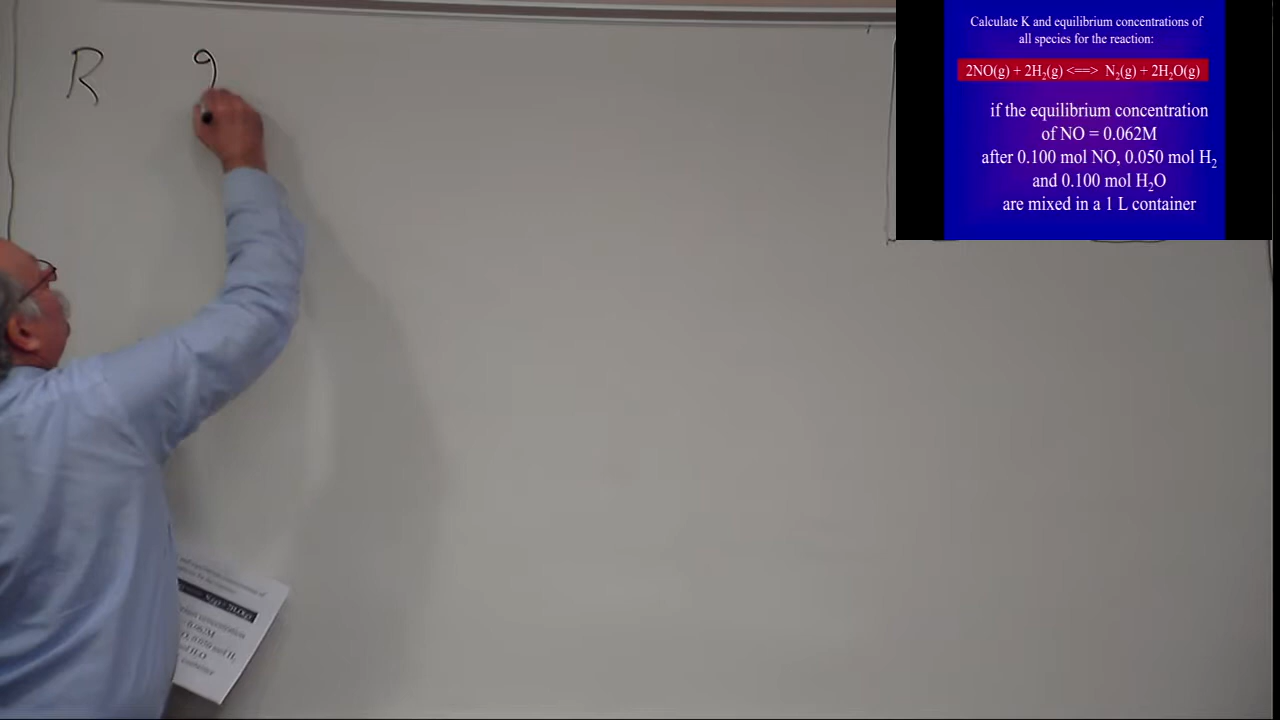 R
Calculate K and equilibrium concentrations of
all species for the reaction:
2NO(g) + 2H₂(g) <==> N₂(g) + 2H₂O(g)
if the equilibrium concentration
of NO = 0.062M
after 0.100 mol NO, 0.050 mol H₂
and 0.100 mol H₂O
are mixed in a 1 L container